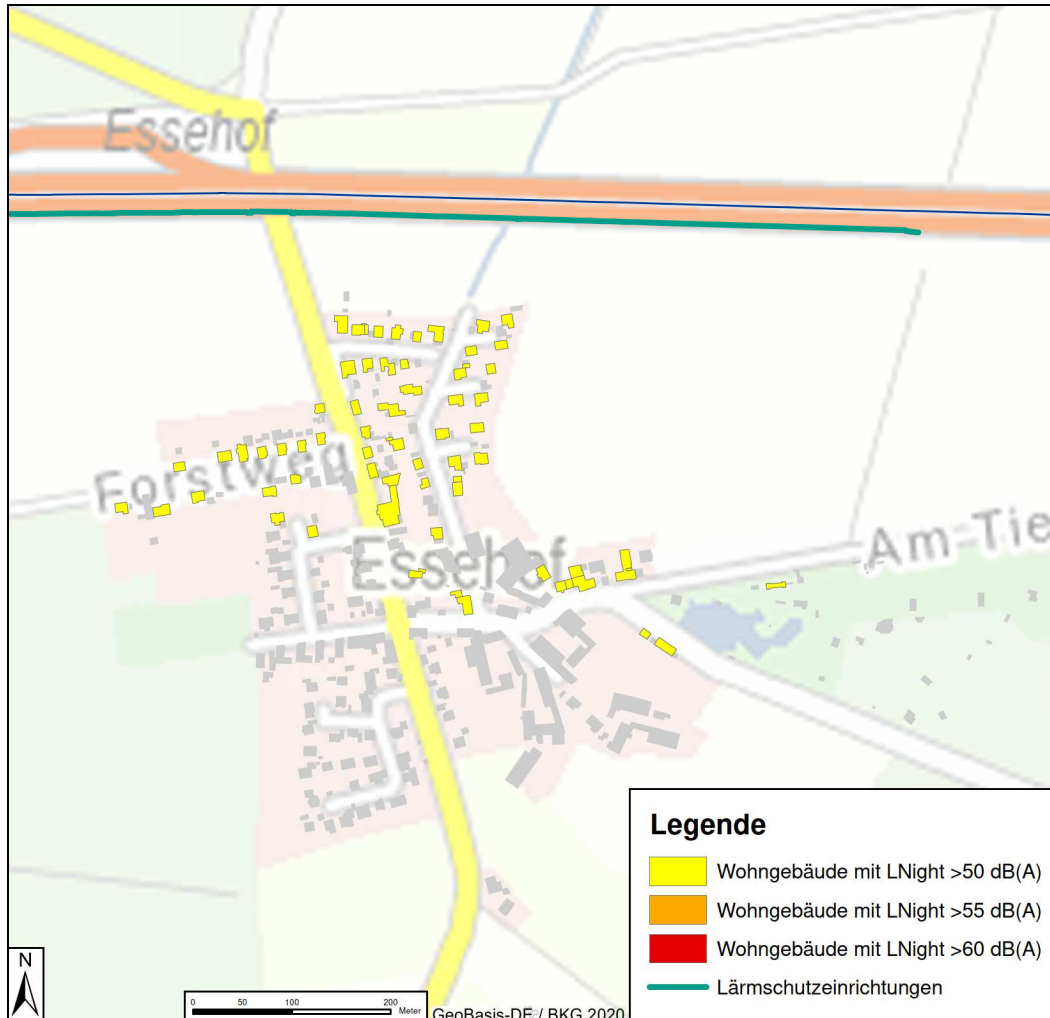 Essehof
Forstweg
Essehof
Am Tie
Legende
Wohngebäude mit LNight >50 dB(A)
Wohngebäude mit LNight >55 dB(A)
Wohngebäude mit LNight >60 dB(A)
Lärmschutzeinrichtungen
N
0 50 100 200
Meter
GeoBasis-DE / BKG 2020